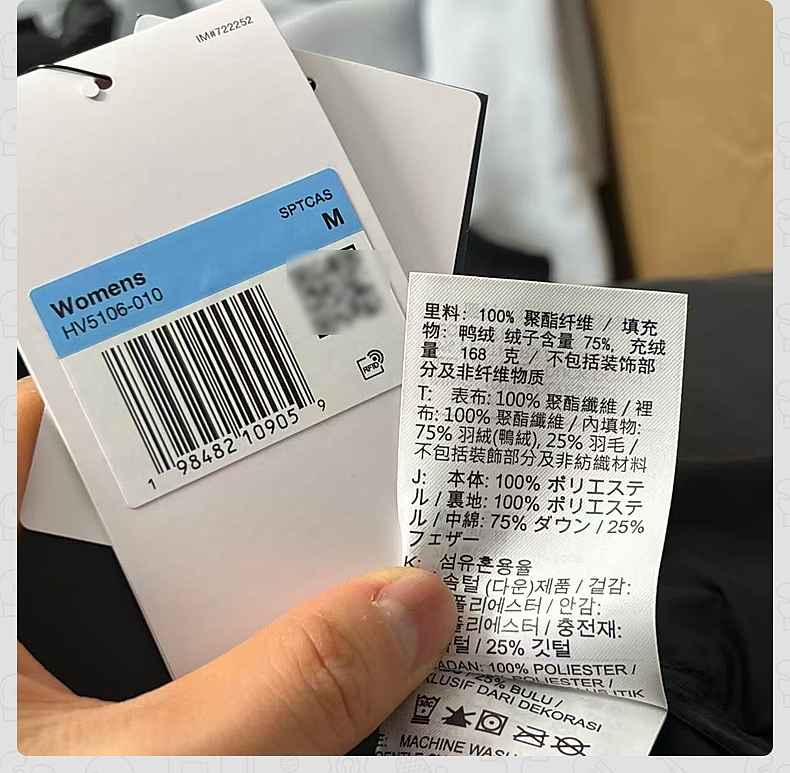 IM#722252
SPTCAS
M
Womens
HV5106-010
RFID
1 98482 10905 9
里料: 100% 聚酯纤维 / 填充
物: 鸭绒 绒子含量 75%, 充绒
量 168 克 / 不包括装饰部
分及非纤维物质
T: 表布: 100% 聚酯纖維 / 裡
布: 100% 聚酯纖維 / 內填物:
75% 羽絨(鴨絨), 25% 羽毛 /
不包括裝飾部分及非紡織材料
J: 本体: 100% ポリエステ
ル / 裏地: 100% ポリエステ
ル / 中綿: 75% ダウン / 25%
フェザー
K: 섬유혼용율
솜털 (다운)제품 / 겉감:
폴리에스터 / 안감:
리에스터 / 충전재:
털 / 25% 깃털
ADAN: 100% POLIESTER /
25% BULU /
KLUSIF DARI DEKORASI
E: MACHINE WASH